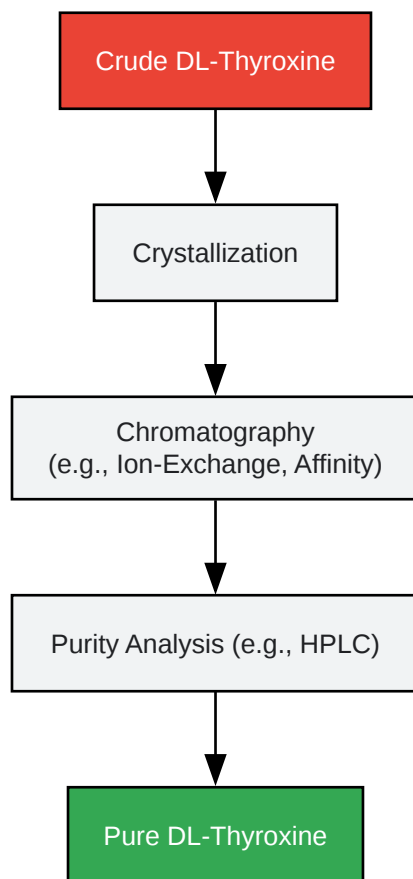 Crude DL-Thyroxine
Crystallization
Chromatography
(e.g., Ion-Exchange, Affinity)
Purity Analysis (e.g., HPLC)
Pure DL-Thyroxine